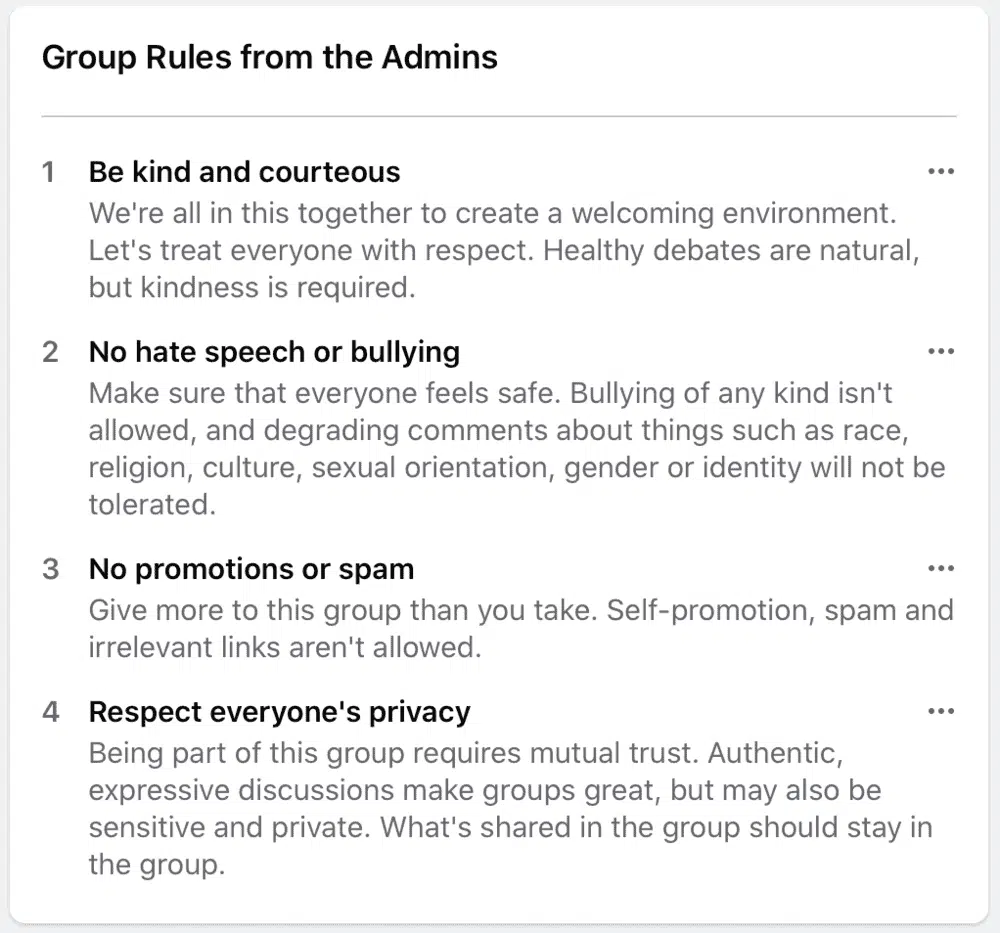 Group Rules from the Admins
1 Be kind and courteous
We're all in this together to create a welcoming environment.
Let's treat everyone with respect. Healthy debates are natural,
but kindness is required.
2 No hate speech or bullying
Make sure that everyone feels safe. Bullying of any kind isn't
allowed, and degrading comments about things such as race,
religion, culture, sexual orientation, gender or identity will not be
tolerated.
3 No promotions or spam
Give more to this group than you take. Self-promotion, spam and
irrelevant links aren't allowed.
4 Respect everyone's privacy
Being part of this group requires mutual trust. Authentic,
expressive discussions make groups great, but may also be
sensitive and private. What's shared in the group should stay in
the group.